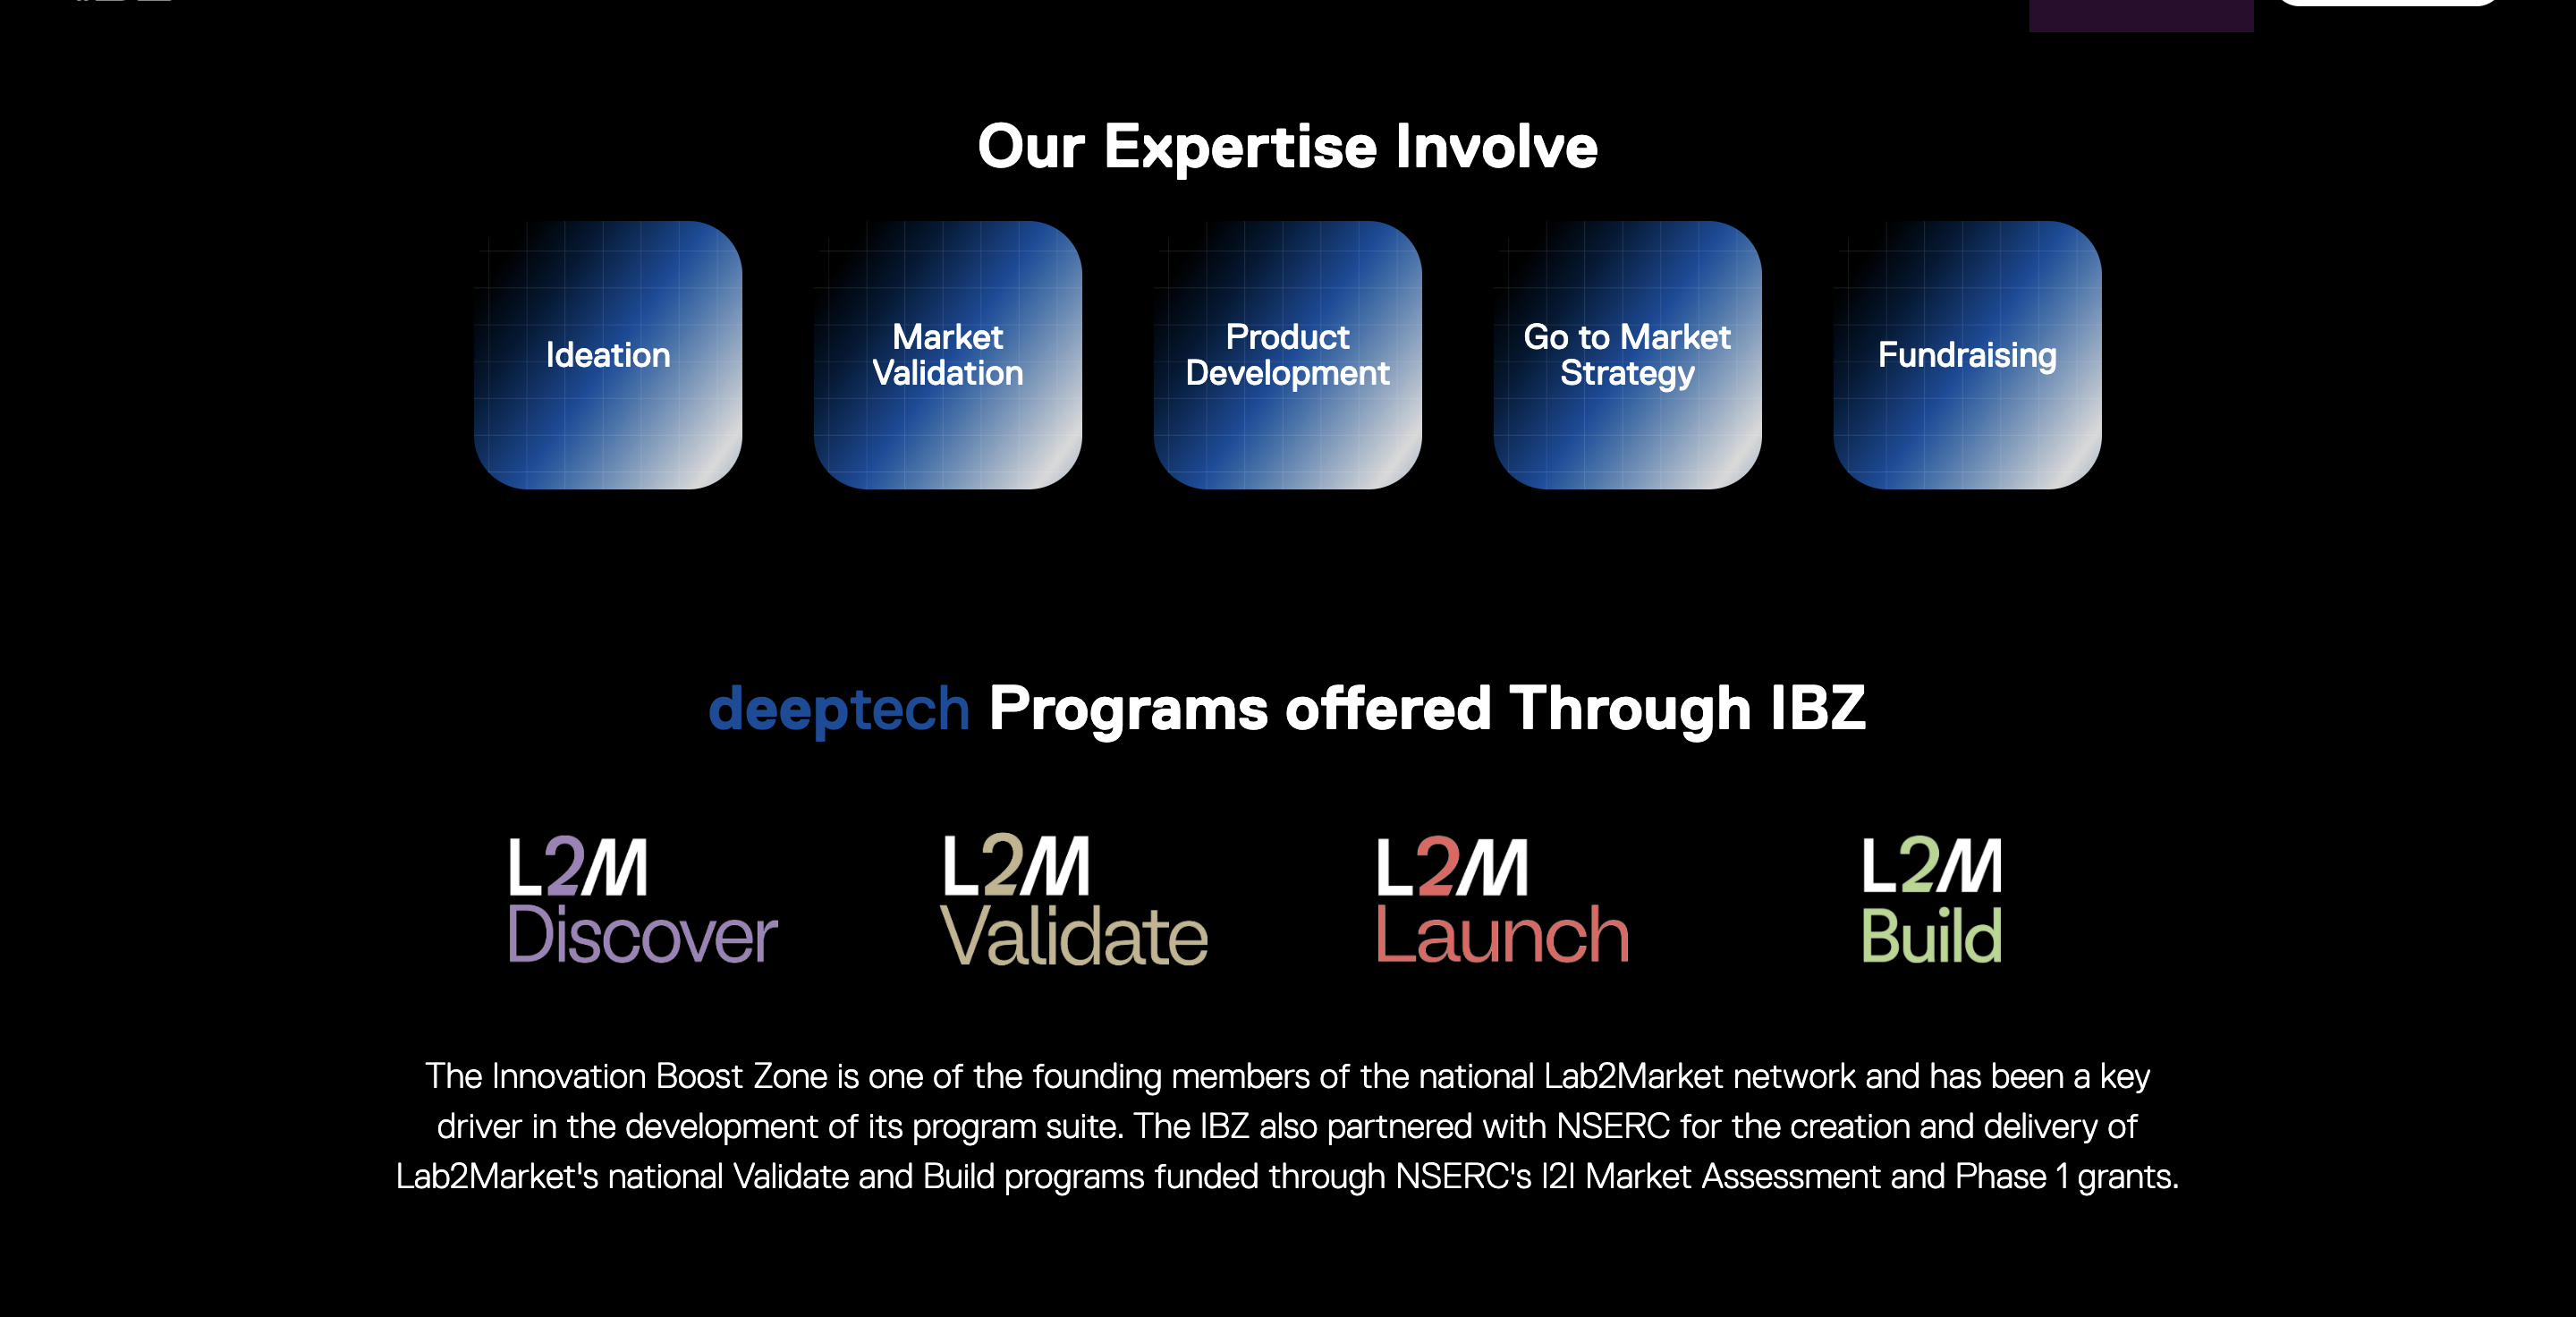 Our Expertise Involve
Ideation
Market
Validation
Product
Development
Go to Market
Strategy
Fundraising
deeptech Programs offered Through IBZ
L2M
Discover
L2M
Validate
L2M
Launch
L2M
Build
The Innovation Boost Zone is one of the founding members of the national Lab2Market network and has been a key
driver in the development of its program suite. The IBZ also partnered with NSERC for the creation and delivery of
Lab2Market's national Validate and Build programs funded through NSERC's I2I Market Assessment and Phase 1 grants.